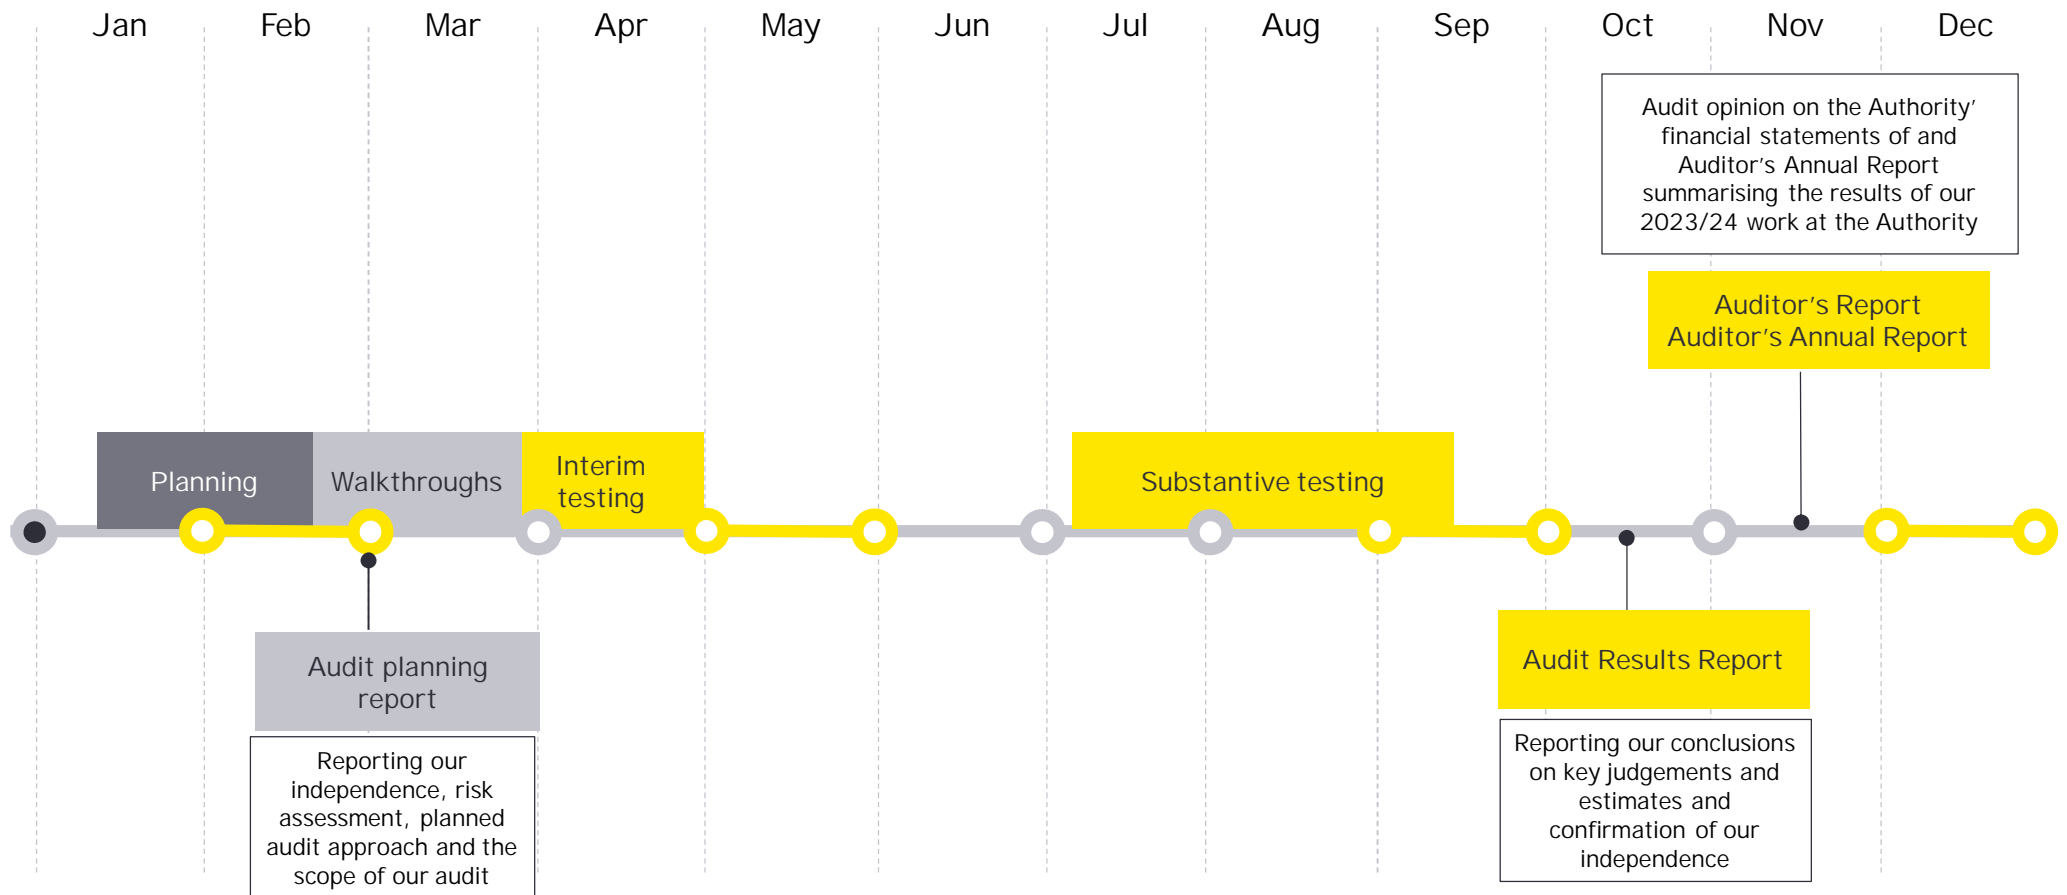 Jan Feb Mar Apr May Jun Jul Aug Sep Oct Nov Dec
Audit opinion on the Authority'
financial statements of and
Auditor's Annual Report
summarising the results of our
2023/24 work at the Authority
Auditor's Report
Auditor's Annual Report
Planning
Walkthroughs
Interim
testing
Substantive testing
Audit planning
report
Reporting our
independence, risk
assessment, planned
audit approach and the
scope of our audit
Audit Results Report
Reporting our conclusions
on key judgements and
estimates and
confirmation of our
independence